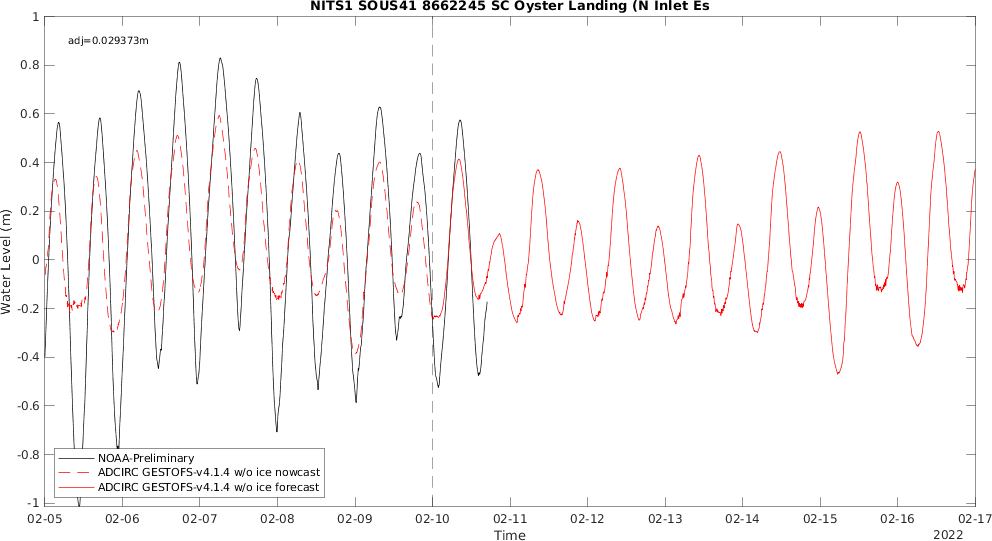 NITS1 SOUS41 8662245 SC Oyster Landing (N Inlet Es
adj=0.029373m
1
0.8
0.6
0.4
0.2
0
-0.2
-0.4
-0.6
-0.8
-1
Water Level (m)
NOAA-Preliminary
ADCIRC GESTOFS-v4.1.4 w/o ice nowcast
ADCIRC GESTOFS-v4.1.4 w/o ice forecast
02-05 02-06 02-07 02-08 02-09 02-10 02-11 02-12 02-13 02-14 02-15 02-16 02-17
Time
2022